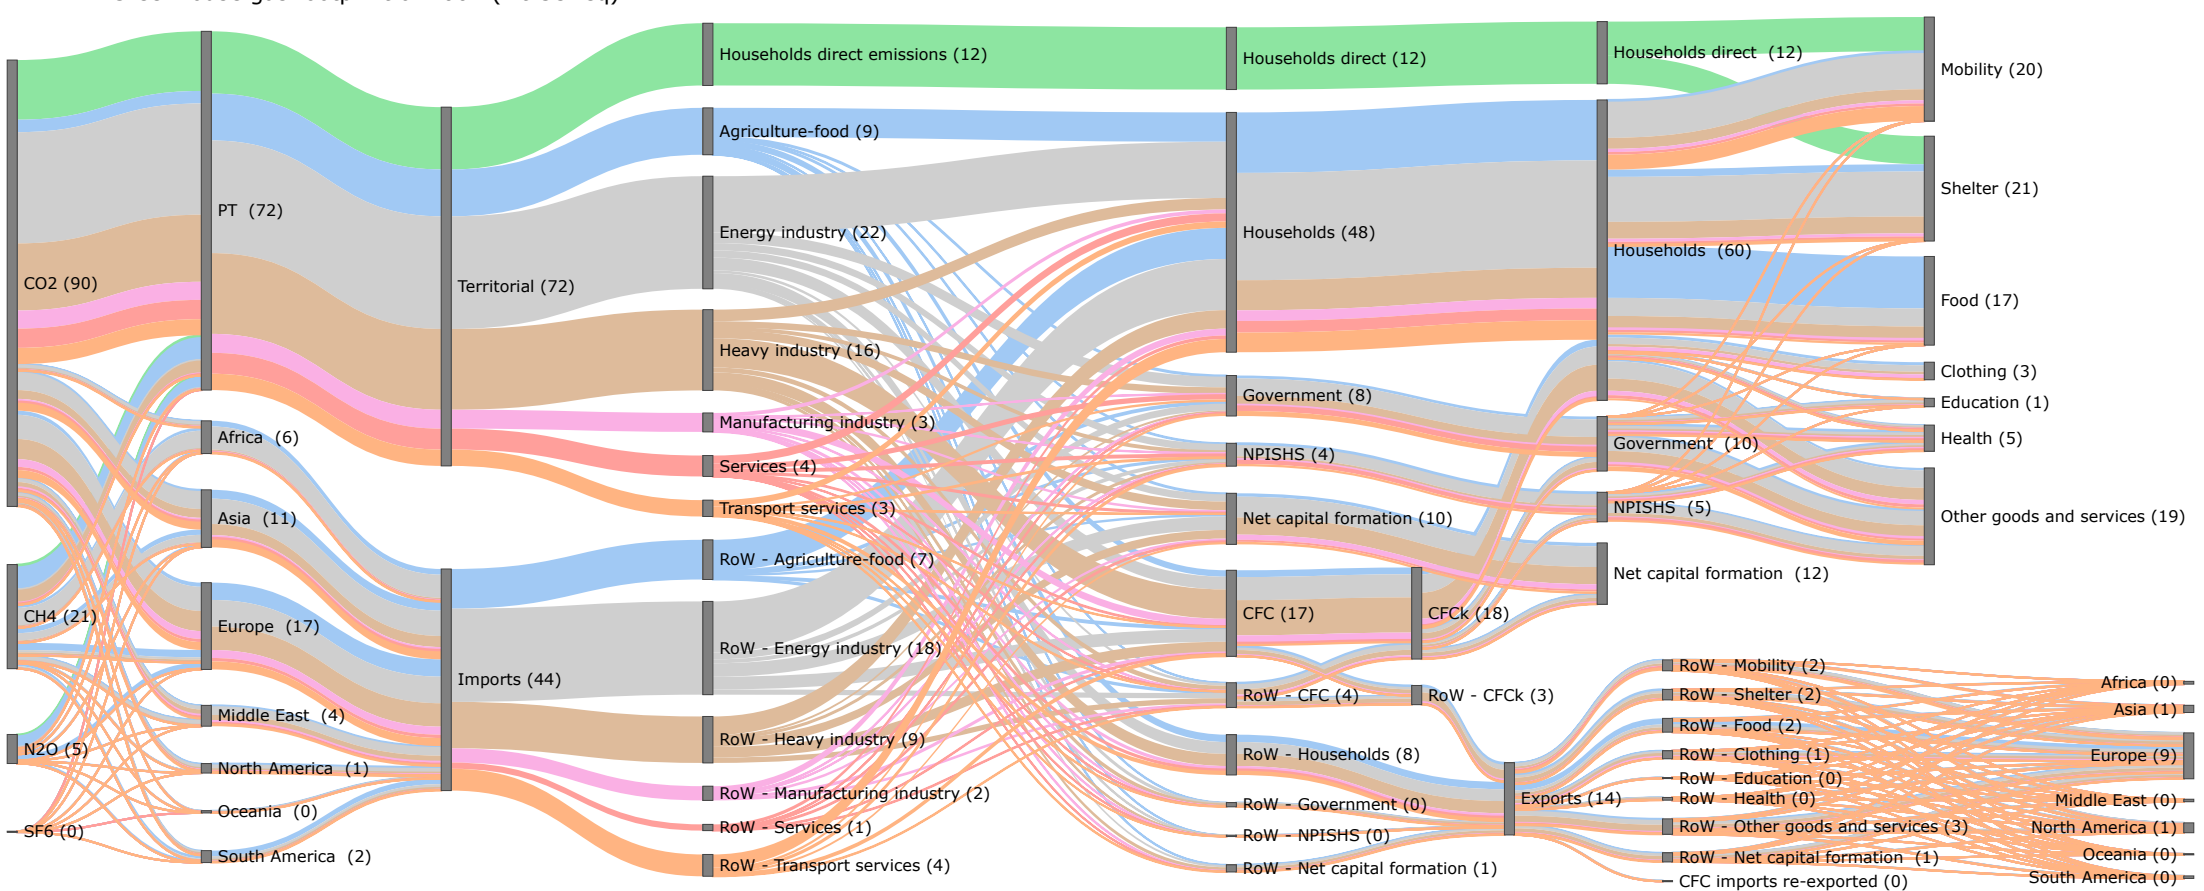 CO2 (90)
CH4 (21)
N2O (5)
SF6 (0)
PT (72)
Africa (6)
Asia (11)
Europe (17)
Middle East (4)
North America (1)
Oceania (0)
South America (2)
Territorial (72)
Imports (44)
Households direct emissions (12)
Agriculture-food (9)
Energy industry (22)
Heavy industry (16)
Manufacturing industry (3)
Services (4)
Transport services (3)
RoW - Agriculture-food (7)
RoW - Energy industry (18)
RoW - Heavy industry (9)
RoW - Manufacturing industry (2)
RoW - Services (1)
RoW - Transport services (4)
Households direct (12)
Households (48)
Government (8)
NPISHS (4)
Net capital formation (10)
CFC (17)
RoW - CFC (4)
RoW - Households (8)
RoW - Government (0)
RoW - NPISHS (0)
RoW - Net capital formation (1)
CFCk (18)
RoW - CFCk (3)
Exports (14)
Households direct (12)
Households (60)
Government (10)
NPISHS (5)
Net capital formation (12)
RoW - Mobility (2)
RoW - Shelter (2)
RoW - Food (2)
RoW - Clothing (1)
RoW - Education (0)
RoW - Health (0)
RoW - Other goods and services (3)
RoW - Net capital formation (1)
CFC imports re-exported (0)
Mobility (20)
Shelter (21)
Food (17)
Clothing (3)
Education (1)
Health (5)
Other goods and services (19)
Africa (0)
Asia (1)
Europe (9)
Middle East (0)
North America (1)
Oceania (0)
South America (0)